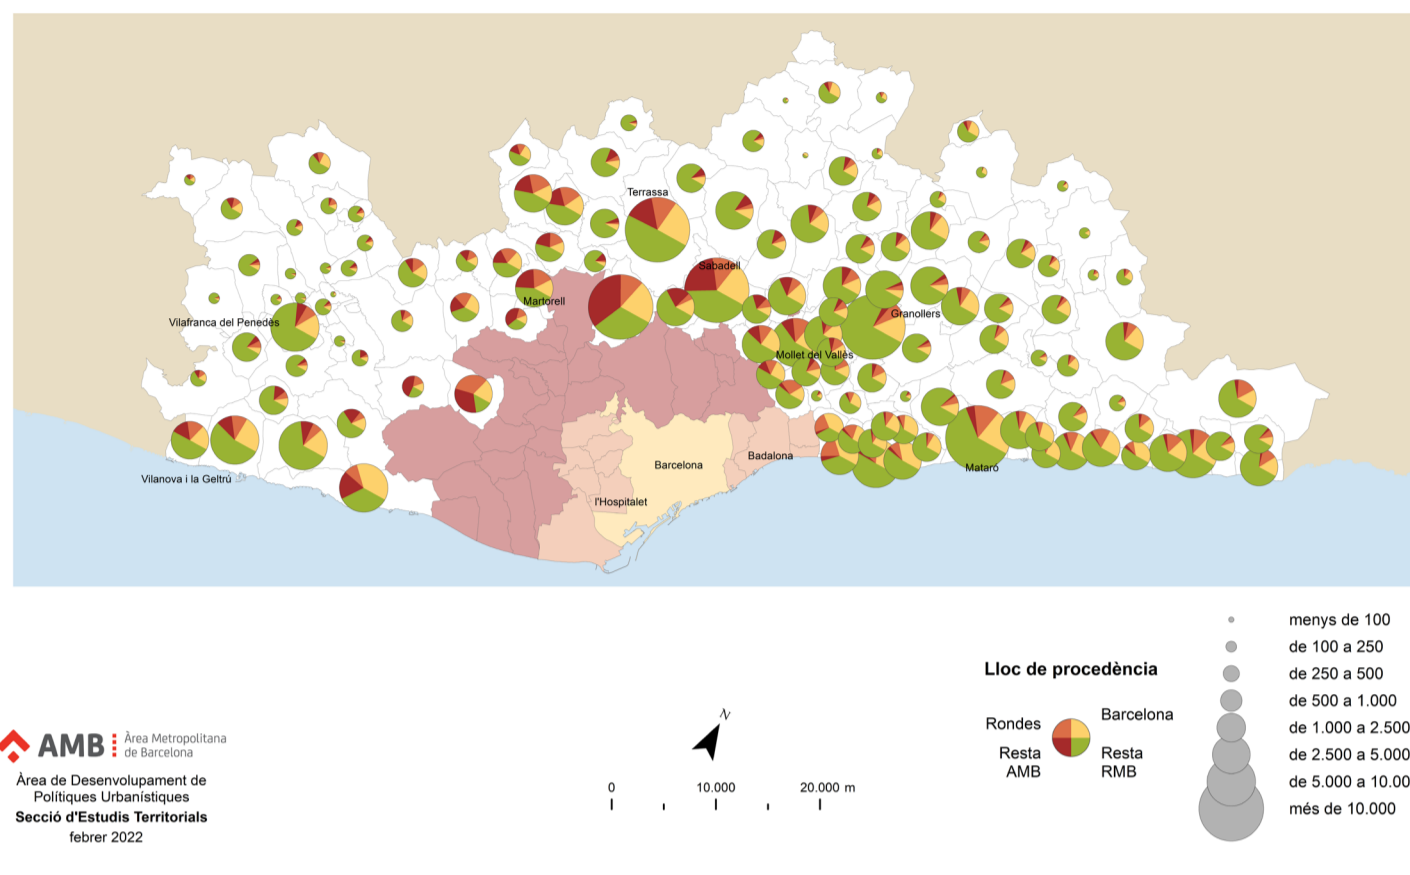 Terrassa
Sabadell
Martorell
Granollers
Vilafranca del Penedès
Mollet del Vallès
Barcelona
Badalona
Mataró
Vilanova i la Geltrú
l'Hospitalet
menys de 100
de 100 a 250
de 250 a 500
de 500 a 1.000
de 1.000 a 2.500
de 2.500 a 5.000
de 5.000 a 10.00
més de 10.000
Lloc de procedència
Rondes
Barcelona
Resta
AMB
Resta
RMB
N
0 10.000 20.000 m
AMB
Àrea Metropolitana
de Barcelona
Àrea de Desenvolupament de
Polítiques Urbanístiques
Secció d'Estudis Territorials
febrer 2022